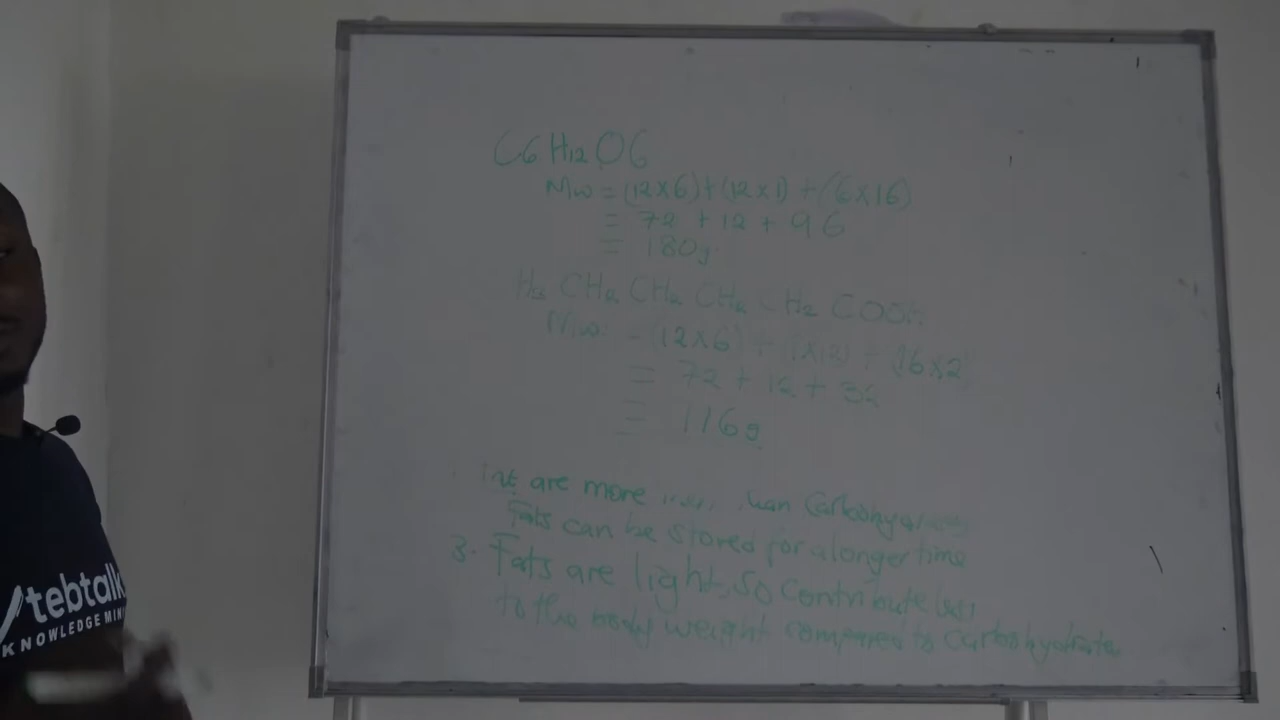 C6 H12 O6
Mw = (12x6)+(12x1)+(6x16)
= 72 + 12 + 96
= 180g
H3 CH2 CH2 CH2 CH2 COOH
Mw = (12x6) + (1x12) + (16x2)
= 72 + 12 + 32
= 116g
are more than Carbohydrates
Fats can be stored for a longer time
3. Fats are light, so contribute less
to the body weight compared to carbohydrate
tebtalk
KNOWLEDGE MIN